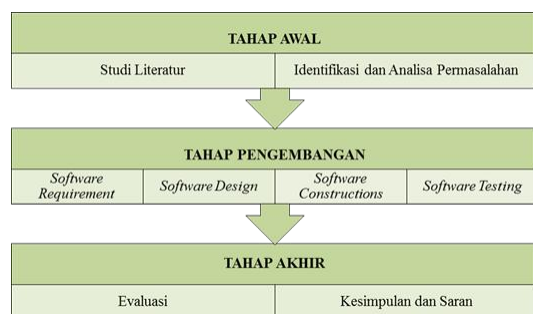 TAHAP AWAL
Studi Literatur
Identifikasi dan Analisa Permasalahan
TAHAP PENGEMBANGAN
Software
Requirement
Software Design
Software
Constructions
Software Testing
TAHAP AKHIR
Evaluasi
Kesimpulan dan Saran